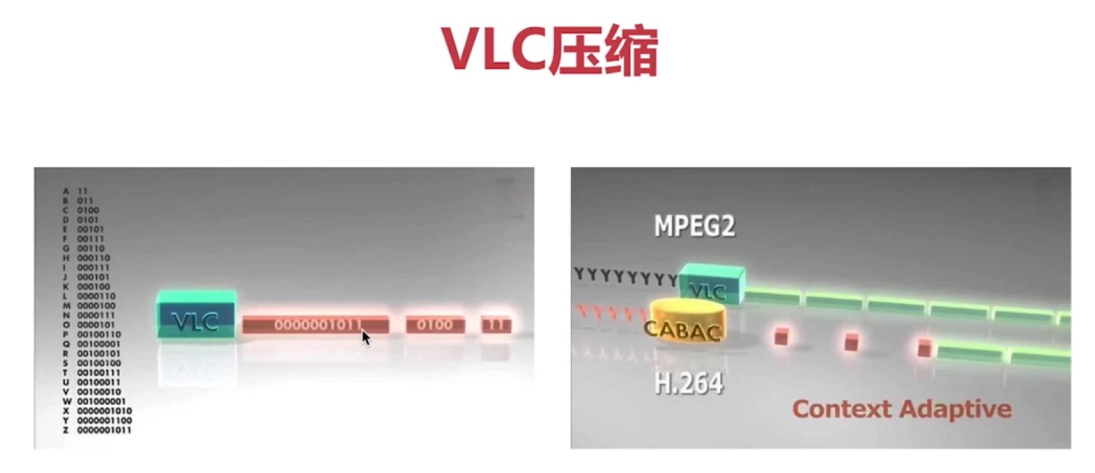 VLC压缩
A 11
B 011
C 0100
D 0101
E 00101
F 00111
G 00110
H 000110
I 000111
J 000101
K 000100
L 0000110
M 0000100
N 0000111
O 0000101
P 00100110
Q 00100001
R 00100101
S 00100100
T 00100111
U 00100011
V 00100010
W 001000001
X 0000001010
Y 0000001100
Z 0000001011
VLC
0000001011
0100
11
MPEG2
YYYYYYYY
VLC
YYYYYY
CABAC
H.264
Context Adaptive